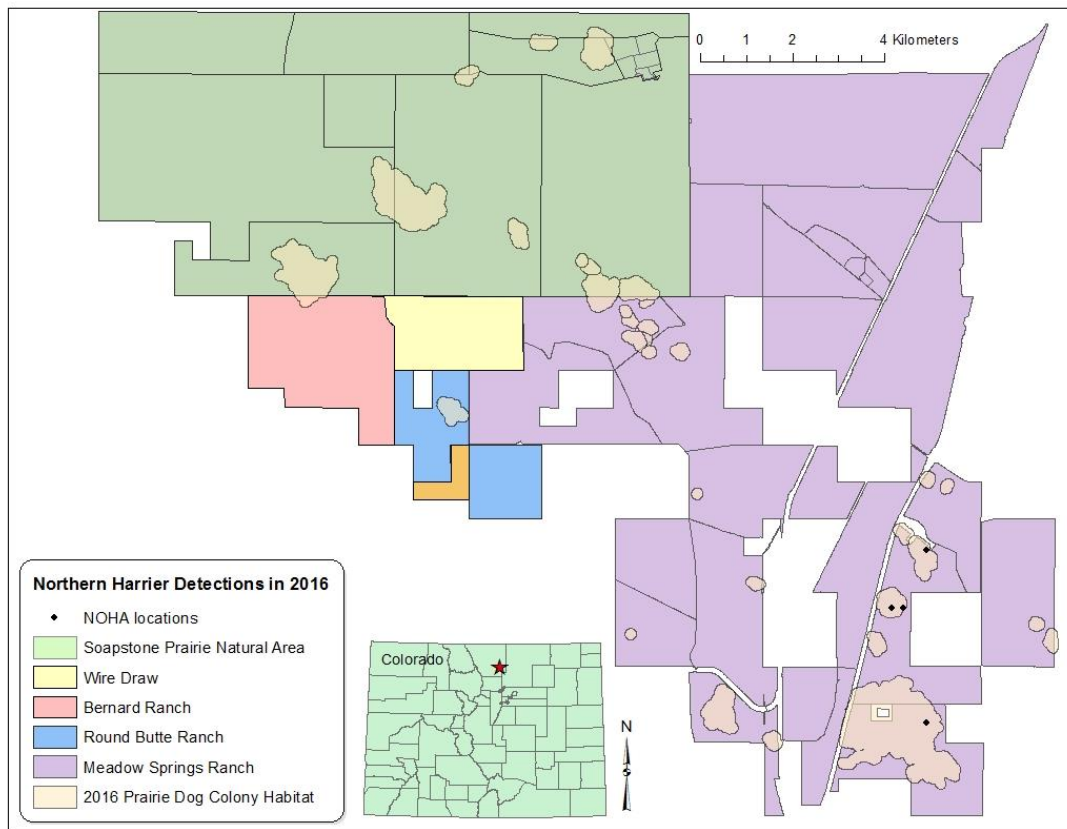 0 1 2 4 Kilometers
Northern Harrier Detections in 2016
NOHA locations
Soapstone Prairie Natural Area
Wire Draw
Bernard Ranch
Round Butte Ranch
Meadow Springs Ranch
2016 Prairie Dog Colony Habitat
Colorado
N
S